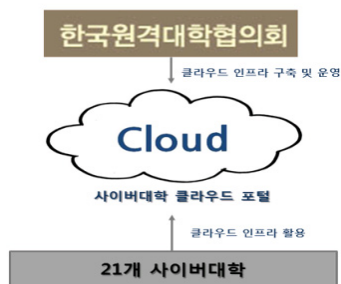 한국원격대학협의회
클라우드 인프라 구축 및 운영
Cloud
사이버대학 클라우드 포털
클라우드 인프라 활용
21개 사이버대학